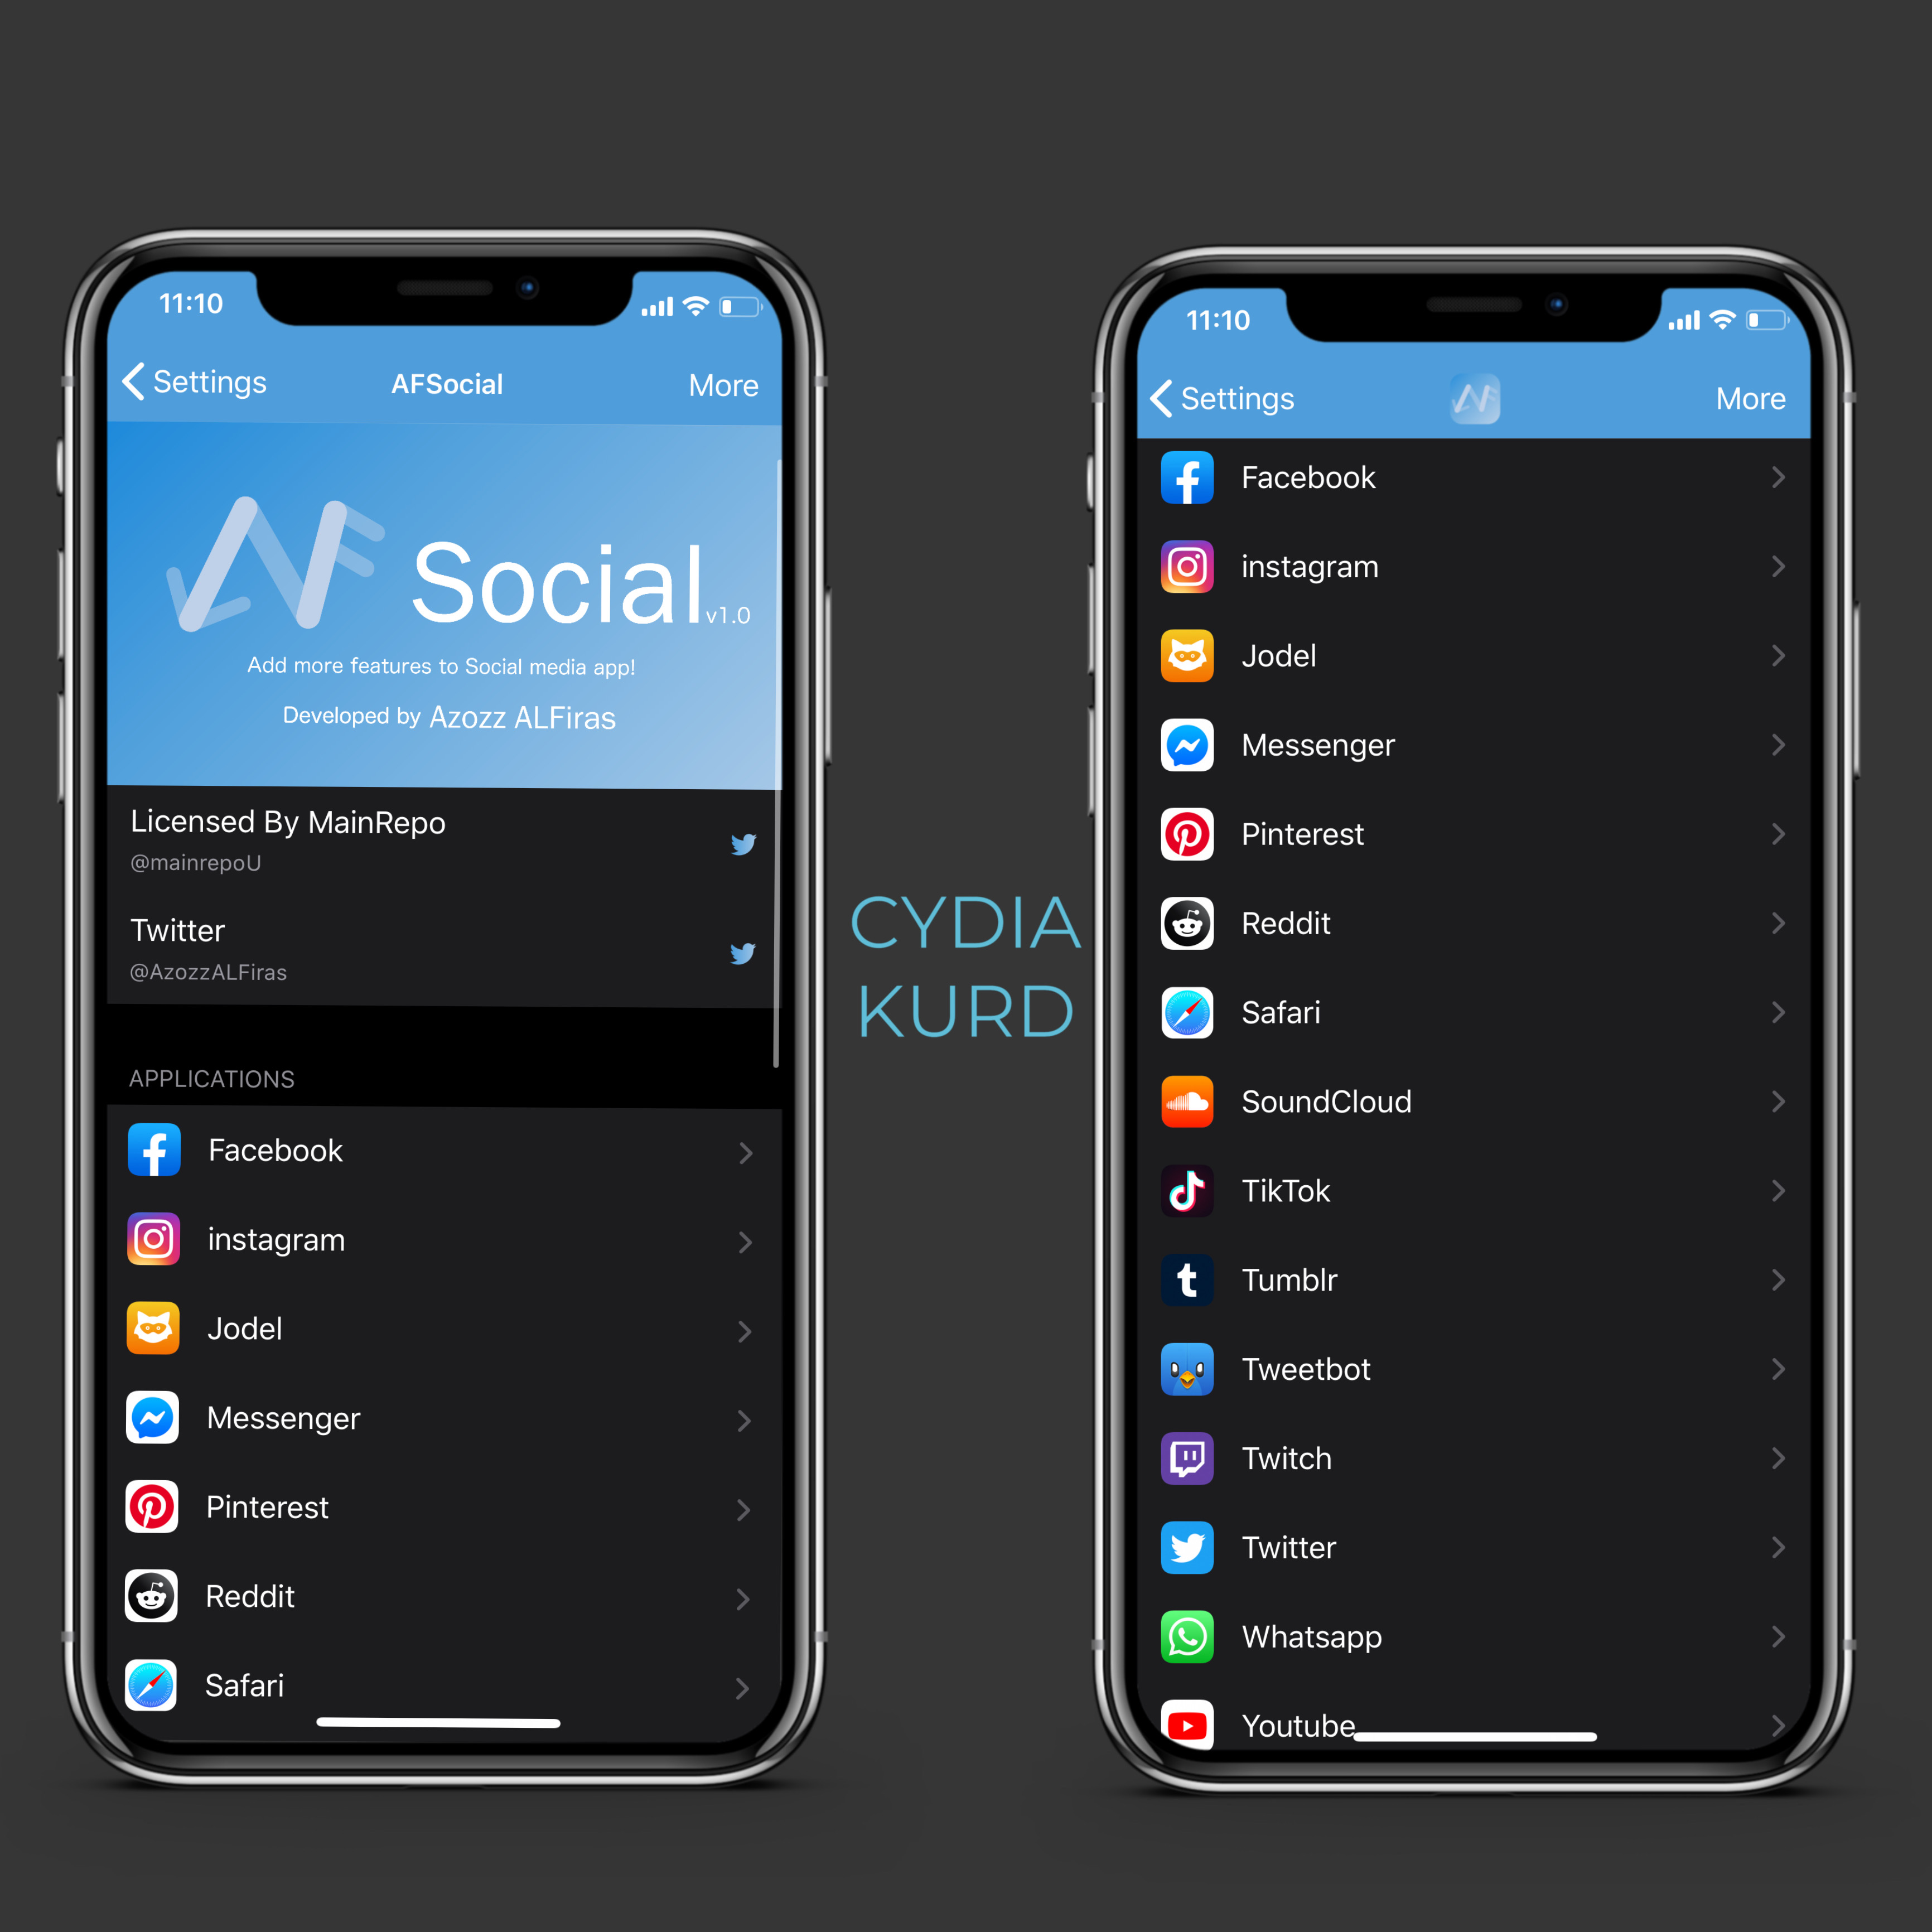 11:10
Settings
AFSocial
More
AF Social v1.0
Add more features to Social media app!
Developed by Azozz ALFiras
Licensed By MainRepo
@mainrepoU
Twitter
@AzozzALFiras
APPLICATIONS
Facebook
instagram
Jodel
Messenger
Pinterest
Reddit
Safari
CYDIA
KURD
11:10
Settings
AF
More
Facebook
instagram
Jodel
Messenger
Pinterest
Reddit
Safari
SoundCloud
TikTok
Tumblr
Tweetbot
Twitch
Twitter
Whatsapp
Youtube